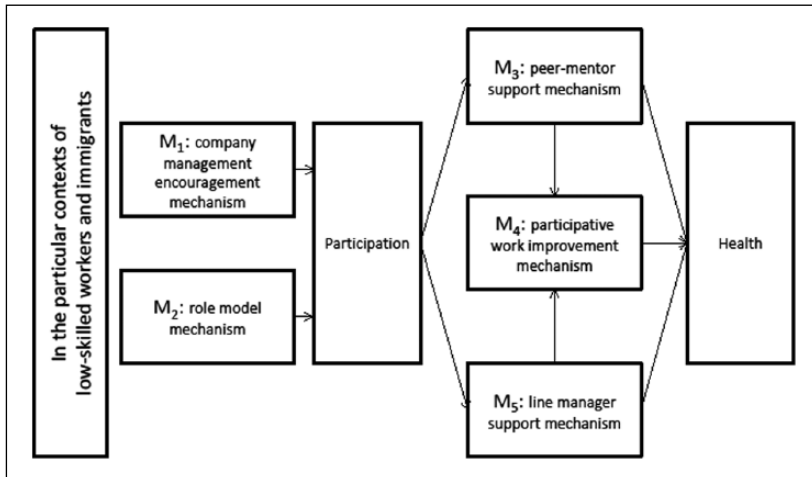 In the particular contexts of
low-skilled workers and immigrants
M₁: company
management
encouragement
mechanism
M₂: role model
mechanism
Participation
M₃: peer-mentor
support mechanism
M₄: participative
work improvement
mechanism
M₅: line manager
support mechanism
Health